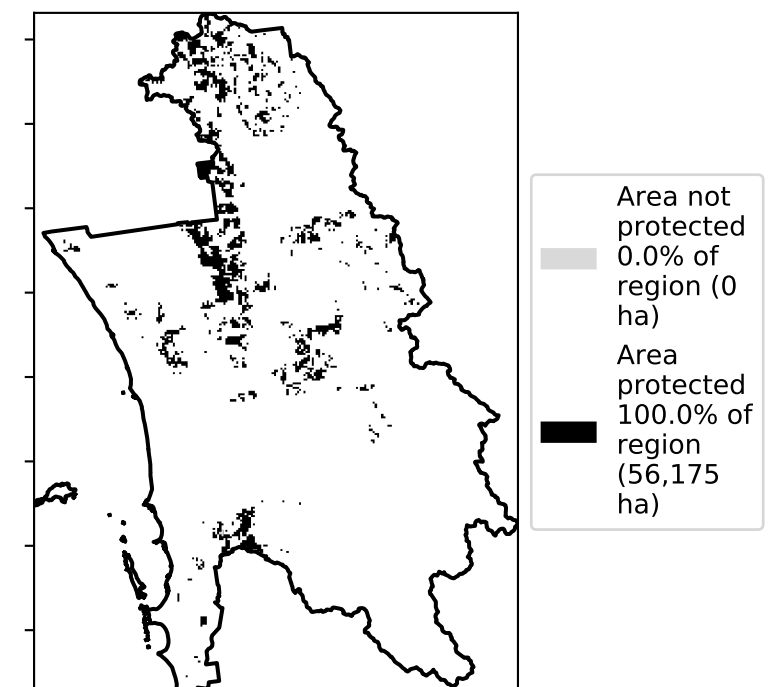 Area not
protected
0.0% of
region (0
ha)
Area
protected
100.0% of
region
(56,175
ha)